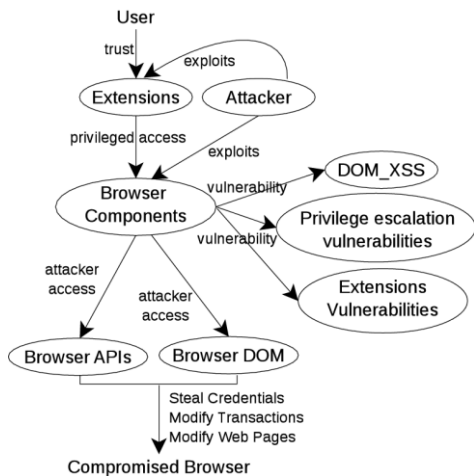 User
trust
exploits
Extensions
Attacker
privileged access
exploits
Browser
Components
vulnerability
DOM_XSS
vulnerability
Privilege escalation
vulnerabilities
Extensions
Vulnerabilities
attacker
access
attacker
access
Browser APIs
Browser DOM
Steal Credentials
Modify Transactions
Modify Web Pages
Compromised Browser